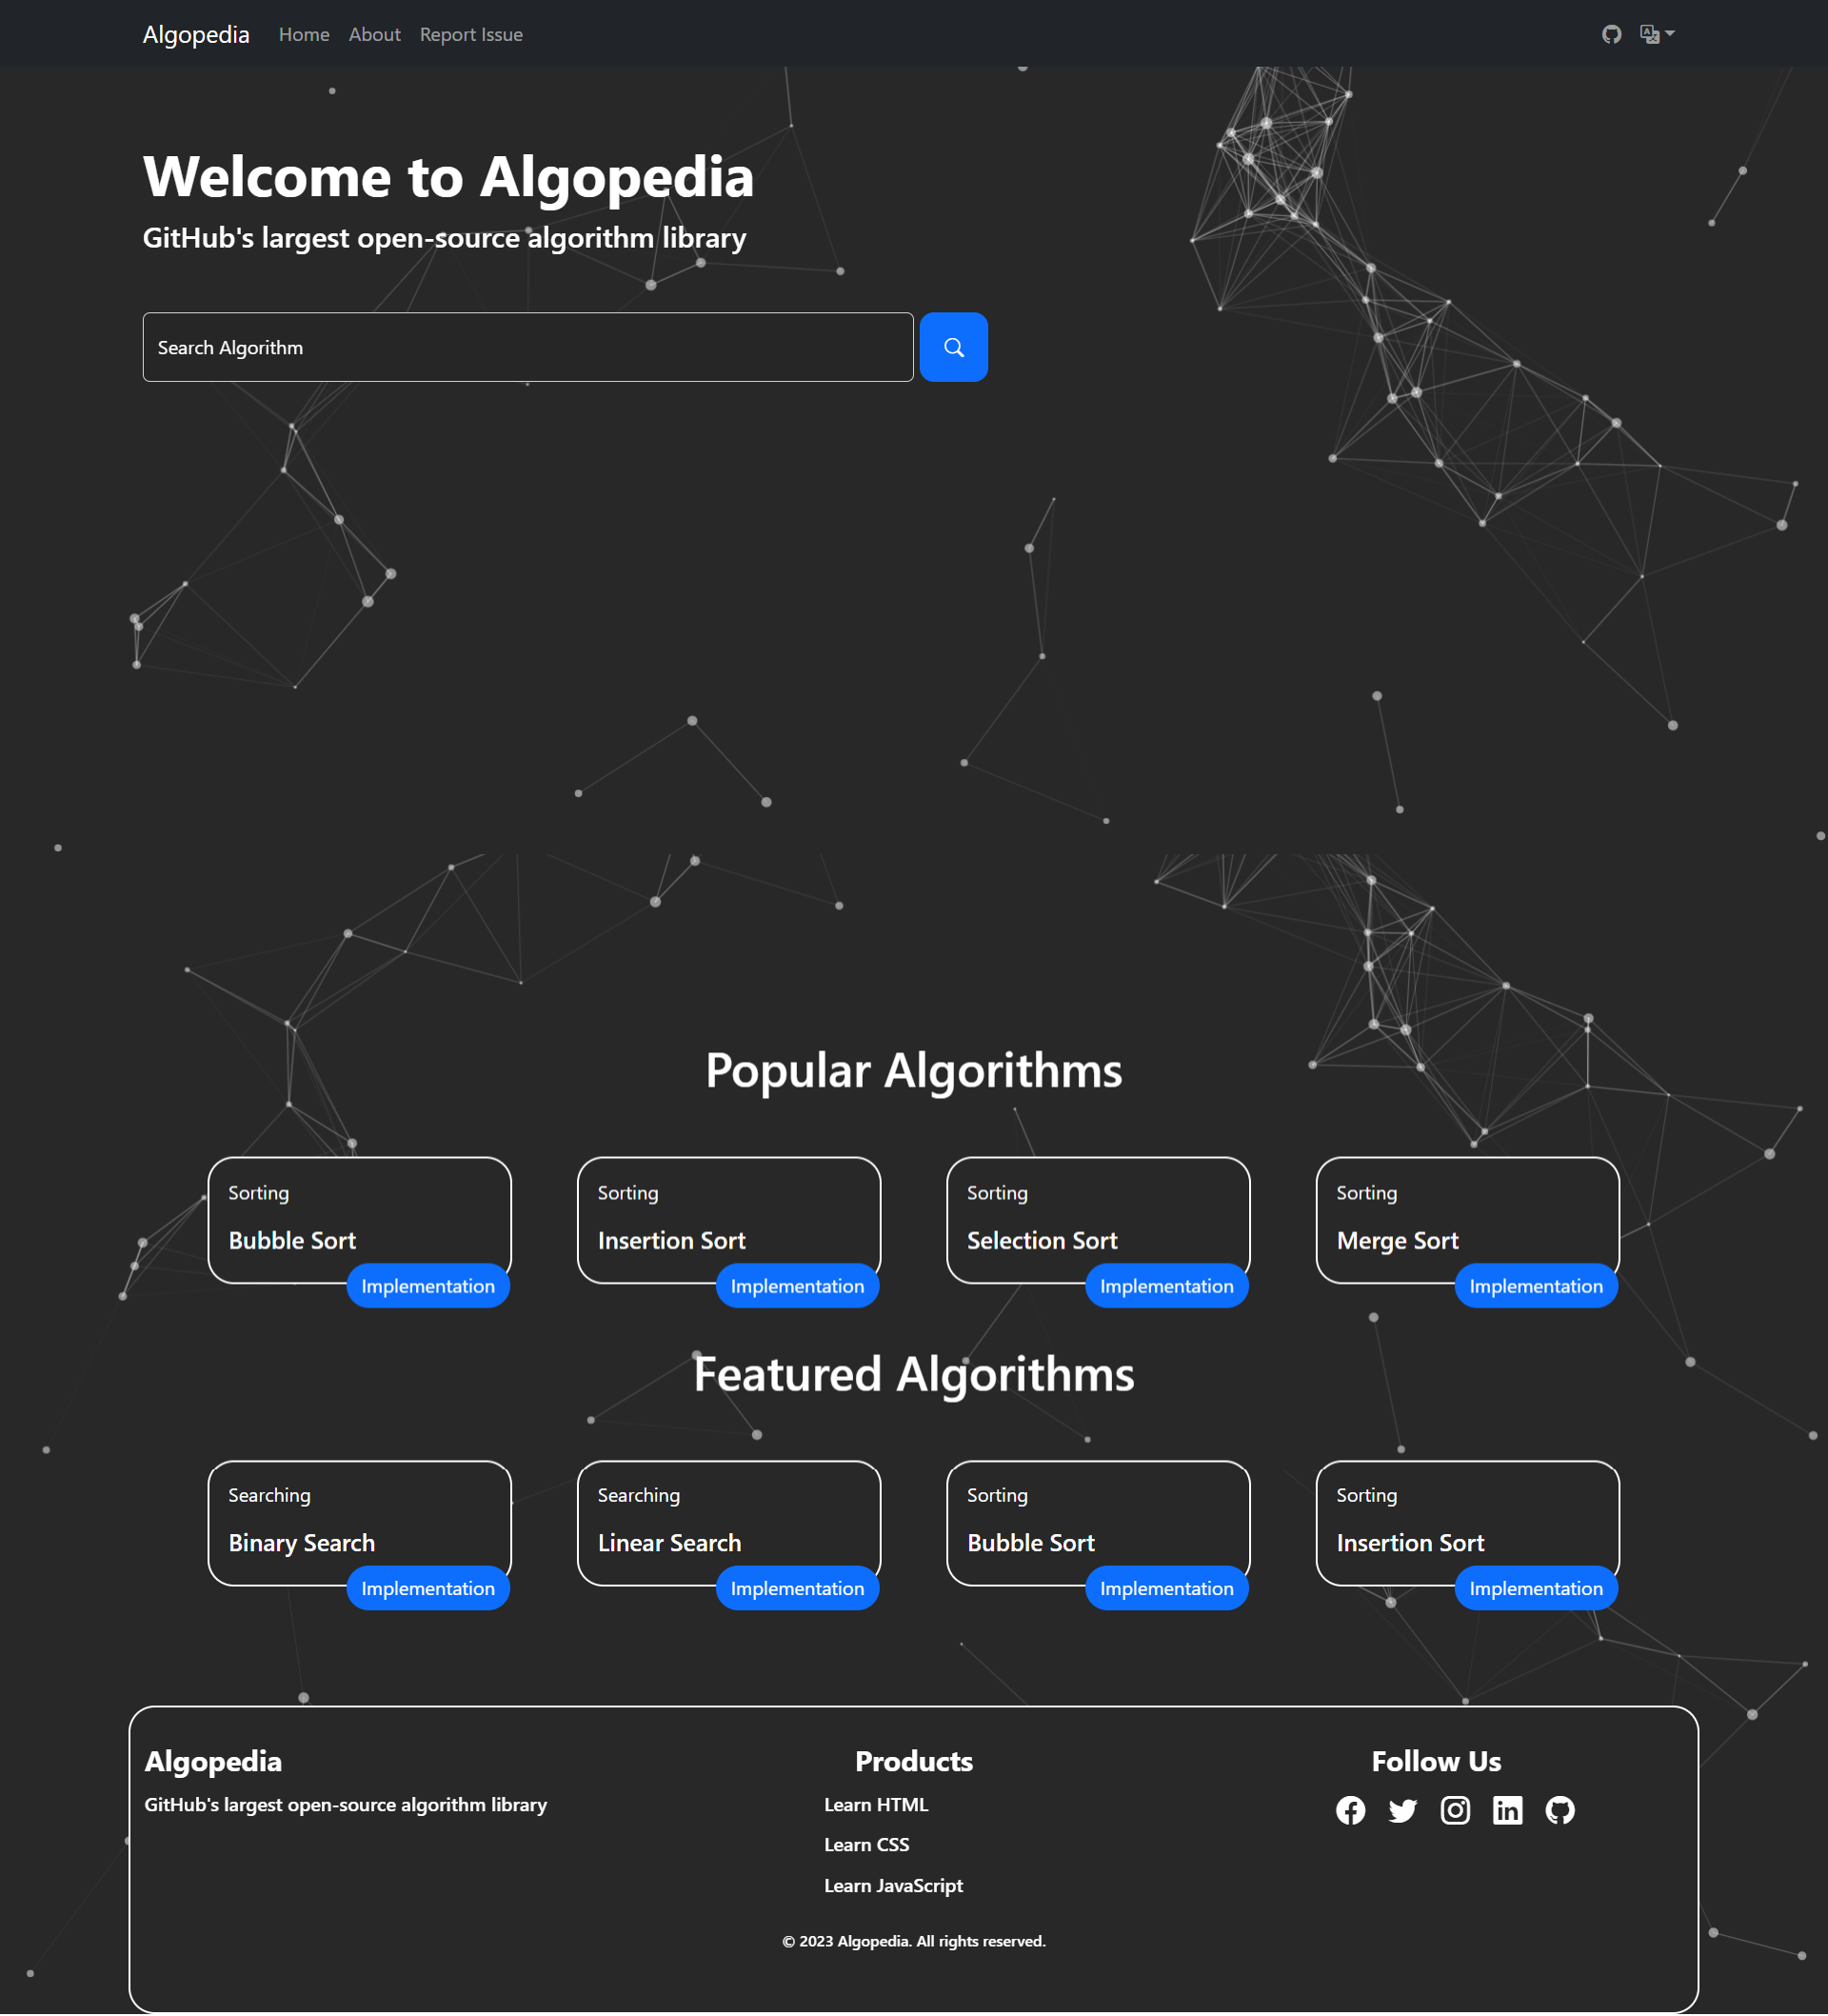 Algopedia Home About Report Issue
Welcome to Algopedia
GitHub's largest open-source algorithm library
Search Algorithm
Popular Algorithms
Sorting
Bubble Sort
Implementation
Sorting
Insertion Sort
Implementation
Sorting
Selection Sort
Implementation
Sorting
Merge Sort
Implementation
Featured Algorithms
Searching
Binary Search
Implementation
Searching
Linear Search
Implementation
Sorting
Bubble Sort
Implementation
Sorting
Insertion Sort
Implementation
Algopedia
GitHub's largest open-source algorithm library
Products
Learn HTML
Learn CSS
Learn JavaScript
Follow Us
© 2023 Algopedia. All rights reserved.